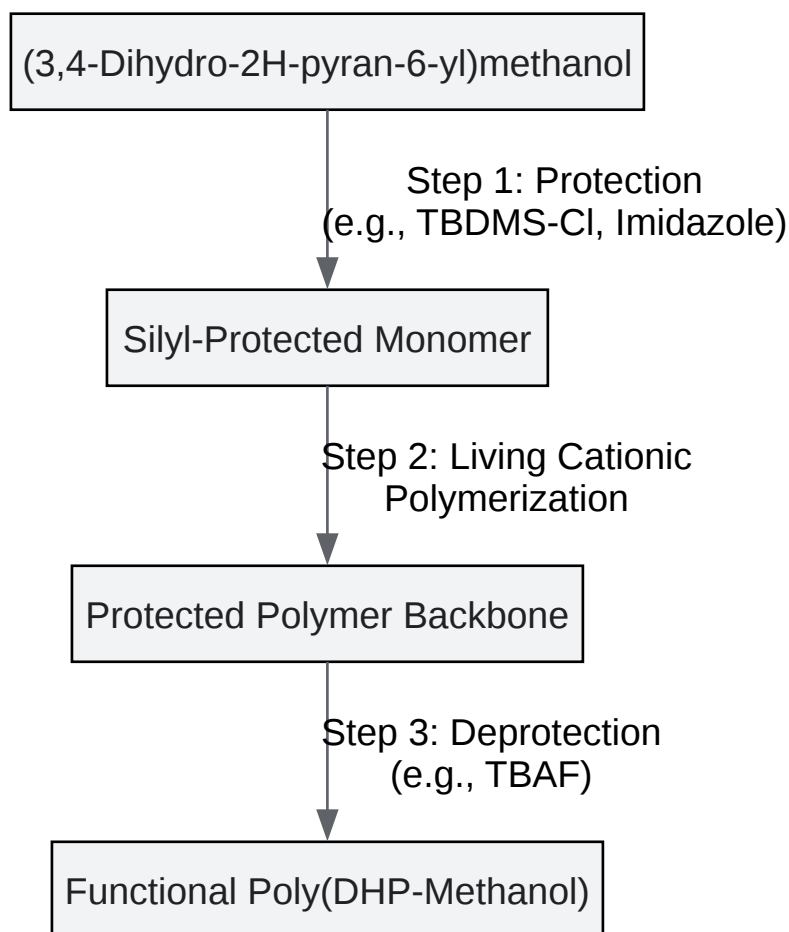 (3,4-Dihydro-2H-pyran-6-yl)methanol
Step 1: Protection
(e.g., TBDMS-Cl, Imidazole)
Silyl-Protected Monomer
Step 2: Living Cationic
Polymerization
Protected Polymer Backbone
Step 3: Deprotection
(e.g., TBAF)
Functional Poly(DHP-Methanol)